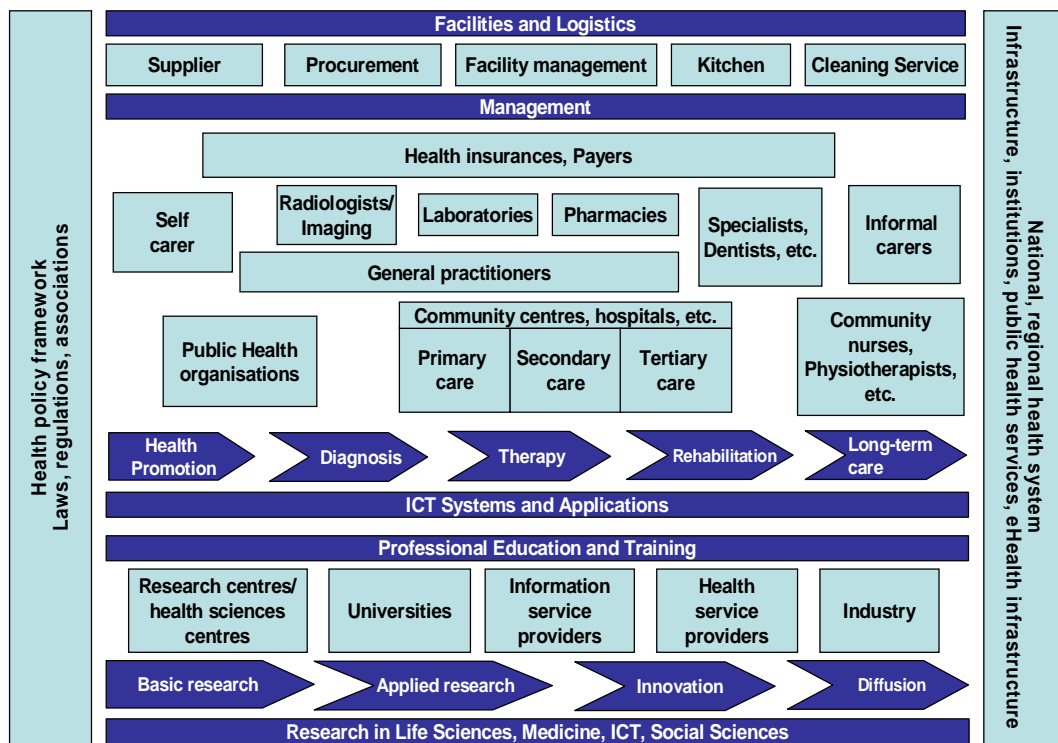 Health policy framework
Laws, regulations, associations
Facilities and Logistics
Supplier
Procurement
Facility management
Kitchen
Cleaning Service
Management
Health insurances, Payers
Self
carer
Radiologists/
Imaging
Laboratories
Pharmacies
Specialists,
Dentists, etc.
Informal
carers
General practitioners
Public Health
organisations
Community centres, hospitals, etc.
Primary
care
Secondary
care
Tertiary
care
Community
nurses,
Physiotherapists,
etc.
Health
Promotion
Diagnosis
Therapy
Rehabilitation
Long-term
care
ICT Systems and Applications
Professional Education and Training
Research centres/
health sciences
centres
Universities
Information
service
providers
Health
service
providers
Industry
Basic research
Applied research
Innovation
Diffusion
Research in Life Sciences, Medicine, ICT, Social Sciences
National, regional health system
Infrastructure, institutions, public health services, eHealth infrastructure